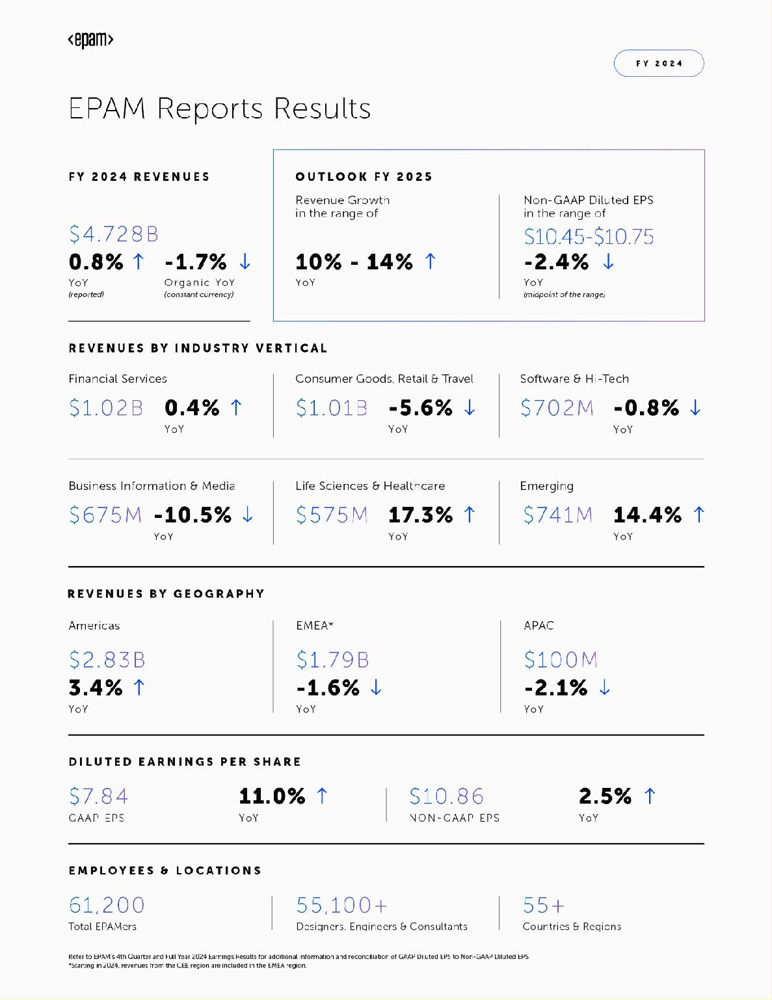 <epam>
FY 2024
EPAM Reports Results
FY 2024 REVENUES
$4.728B
0.8% ↑ -1.7% ↓
YoY Organic YoY
(reported) (constant currency)
OUTLOOK FY 2025
Revenue Growth
in the range of
10% - 14% ↑
YoY
Non-GAAP Diluted EPS
in the range of
$10.45-$10.75
-2.4% ↓
YoY
(midpoint of the range)
REVENUES BY INDUSTRY VERTICAL
Financial Services
$1.02B 0.4% ↑
YoY
Consumer Goods, Retail & Travel
$1.01B -5.6% ↓
YoY
Software & Hi-Tech
$702M -0.8% ↓
YoY
Business Information & Media
$675M -10.5% ↓
YoY
Life Sciences & Healthcare
$575M 17.3% ↑
YoY
Emerging
$741M 14.4% ↑
YoY
REVENUES BY GEOGRAPHY
Americas
$2.83B
3.4% ↑
YoY
EMEA*
$1.79B
-1.6% ↓
YoY
APAC
$100M
-2.1% ↓
YoY
DILUTED EARNINGS PER SHARE
$7.84 11.0% ↑
GAAP EPS YoY
$10.86 2.5% ↑
NON-GAAP EPS YoY
EMPLOYEES & LOCATIONS
61,200
Total EPAMers
55,100+
Designers, Engineers & Consultants
55+
Countries & Regions
Refer to EPAM's 4th Quarter and Full Year 2024 Earnings Results for additional information and reconciliation of GAAP Diluted EPS to Non-GAAP Diluted EPS.
*Starting in 2024, revenues from the CEE region are included in the EMEA region.